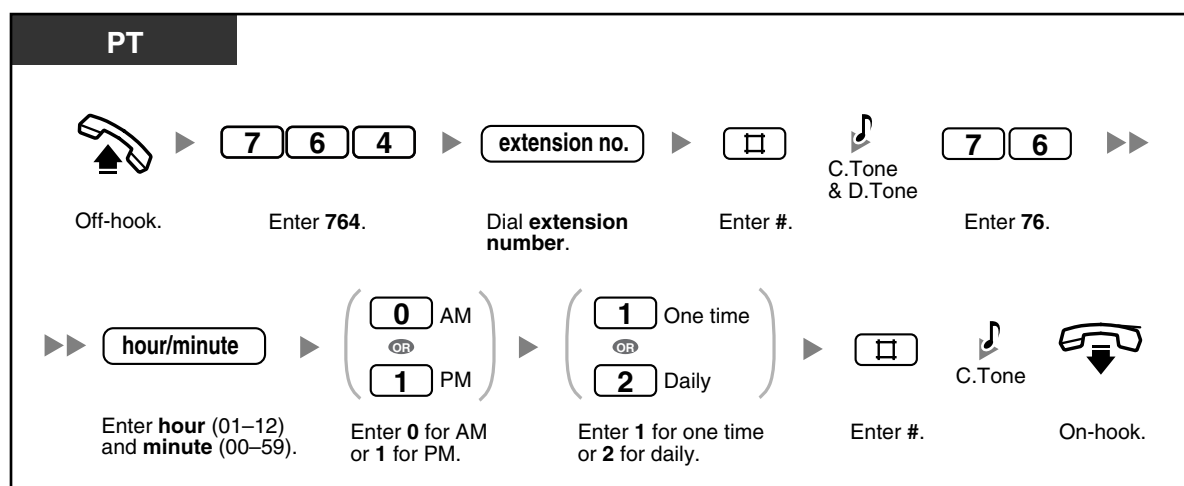 PT
7 6 4
extension no.
C.Tone
& D.Tone
7 6
Off-hook.
Enter 764.
Dial extension
number.
Enter #.
Enter 76.
hour/minute
0 AM
OR
1 PM
1 One time
OR
2 Daily
C.Tone
Enter hour (01–12)
and minute (00–59).
Enter 0 for AM
or 1 for PM.
Enter 1 for one time
or 2 for daily.
Enter #.
On-hook.